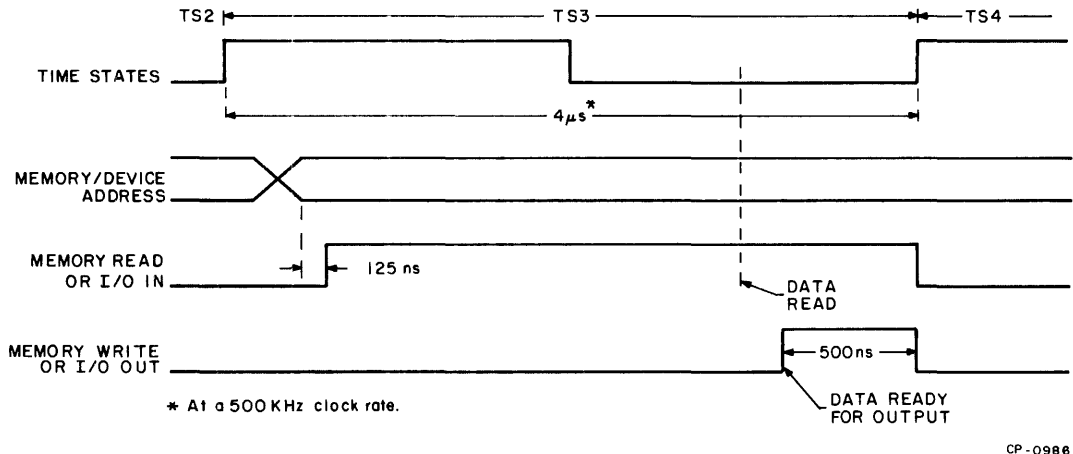 TS2 TS3 TS4
TIME STATES
4μs*
MEMORY/DEVICE
ADDRESS
MEMORY READ
OR I/O IN
125 ns
DATA
READ
MEMORY WRITE
OR I/O OUT
500ns
* At a 500 KHz clock rate.
DATA READY
FOR OUTPUT
CP-0986